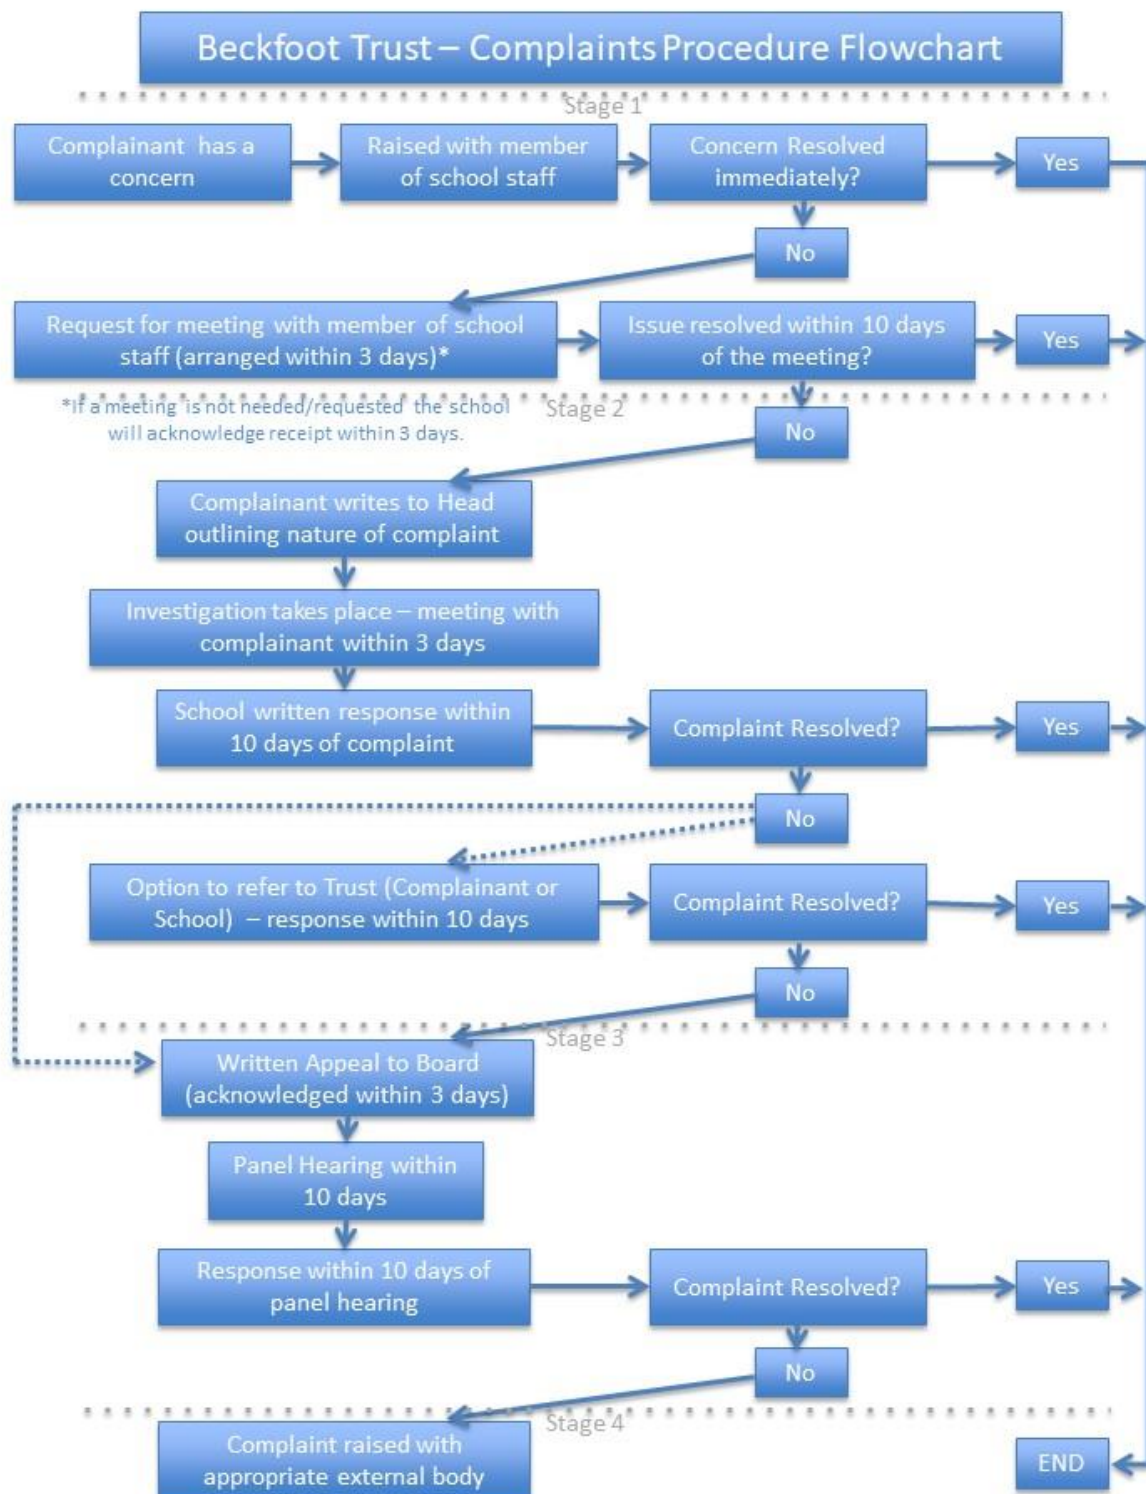 Beckfoot Trust – Complaints Procedure Flowchart
Stage 1
Complainant has a
concern
Raised with member
of school staff
Concern Resolved
immediately?
Yes
No
Request for meeting with member of school
staff (arranged within 3 days)*
Issue resolved within 10 days
of the meeting?
Yes
*If a meeting is not needed/requested the school
will acknowledge receipt within 3 days.
Stage 2
No
Complainant writes to Head
outlining nature of complaint
Investigation takes place – meeting with
complainant within 3 days
School written response within
10 days of complaint
Complaint Resolved?
Yes
No
Option to refer to Trust (Complainant or
School) – response within 10 days
Complaint Resolved?
Yes
No
Stage 3
Written Appeal to Board
(acknowledged within 3 days)
Panel Hearing within
10 days
Response within 10 days of
panel hearing
Complaint Resolved?
Yes
No
Stage 4
Complaint raised with
appropriate external body
END